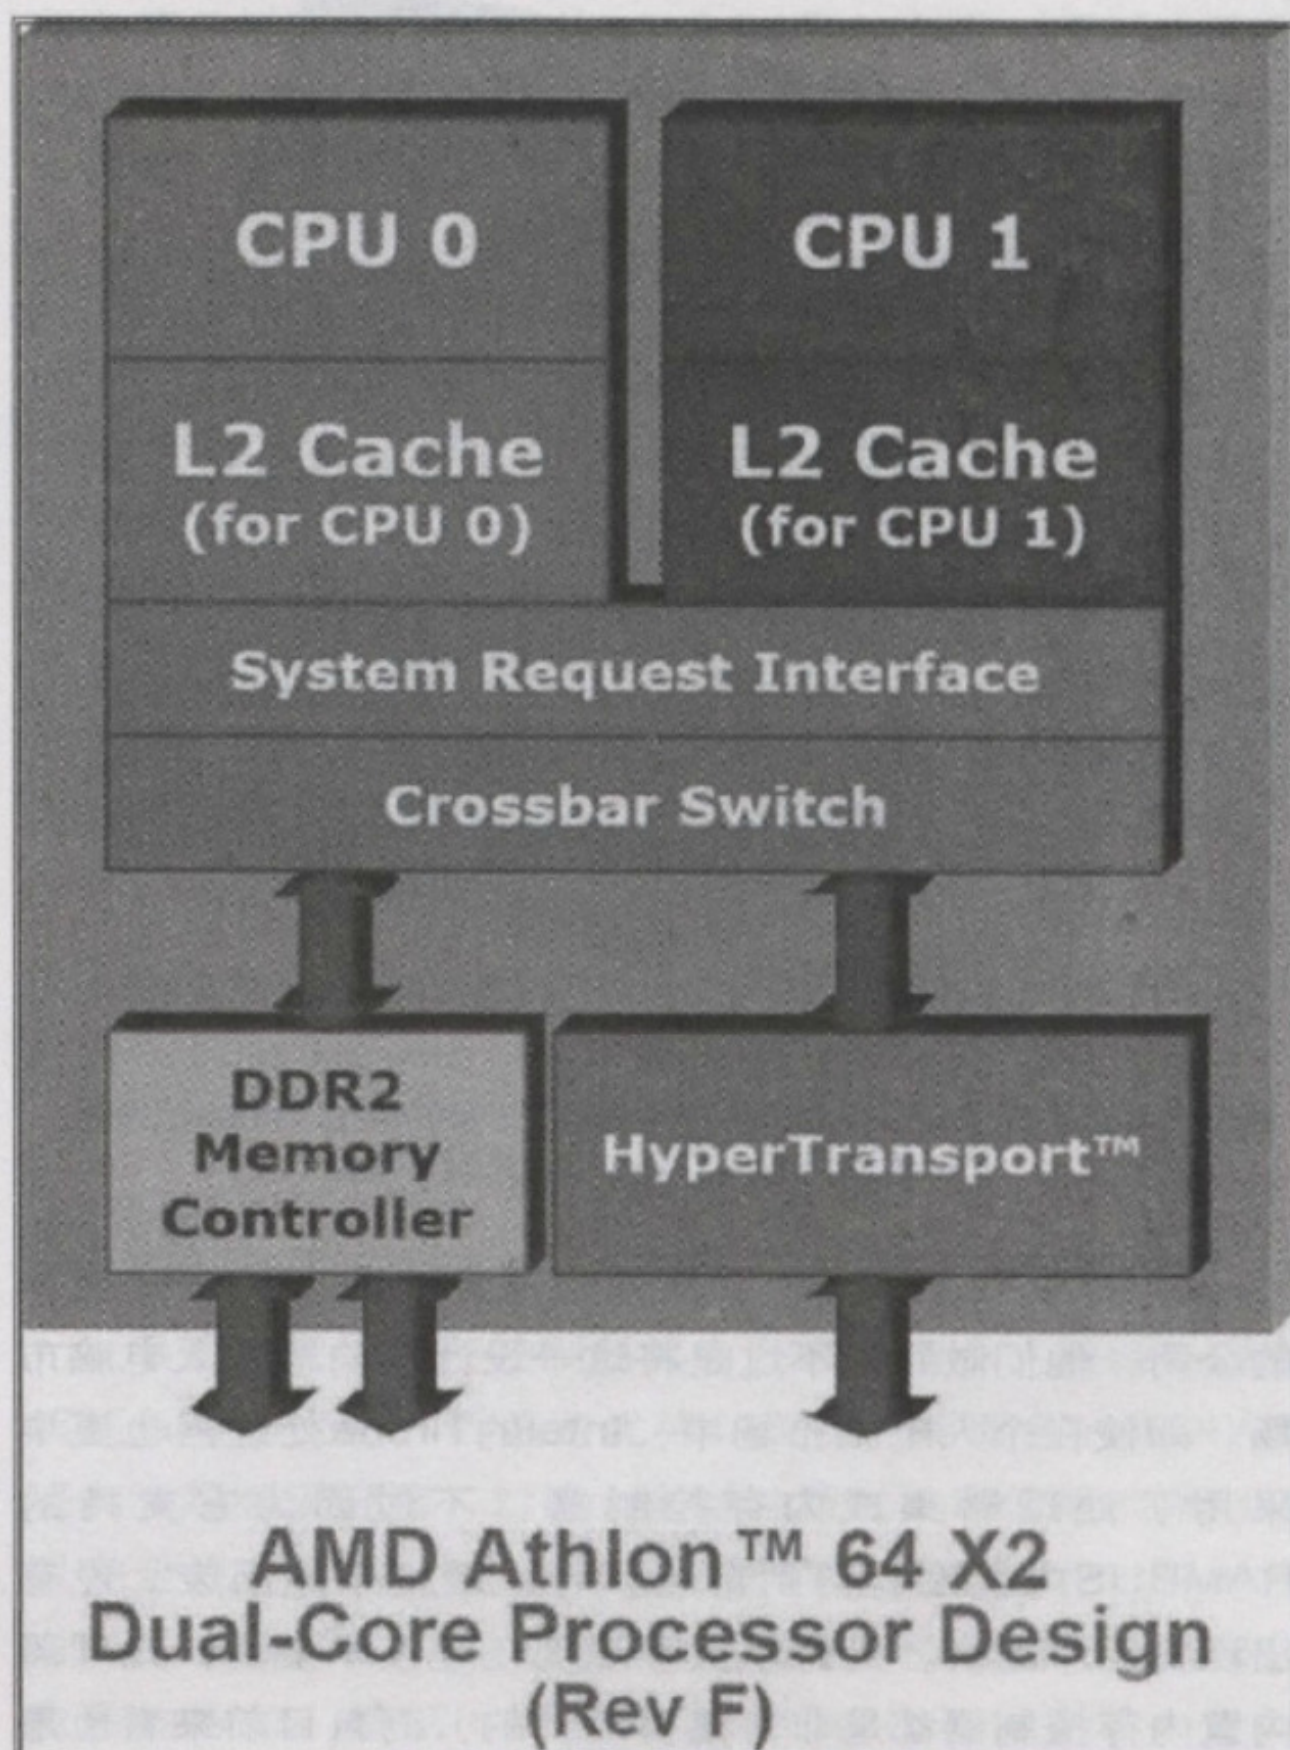 CPU 0
CPU 1
L2 Cache
(for CPU 0)
L2 Cache
(for CPU 1)
System Request Interface
Crossbar Switch
DDR2
Memory
Controller
HyperTransport™
AMD Athlon™ 64 X2
Dual-Core Processor Design
(Rev F)